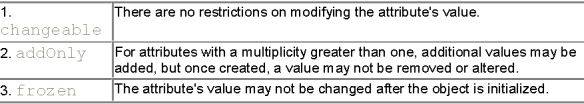 1. There are no restrictions on modifying the attribute's value.
changeable
2. addOnly For attributes with a multiplicity greater than one, additional values may be
added, but once created, a value may not be removed or altered.
3. frozen The attribute's value may not be changed after the object is initialized.